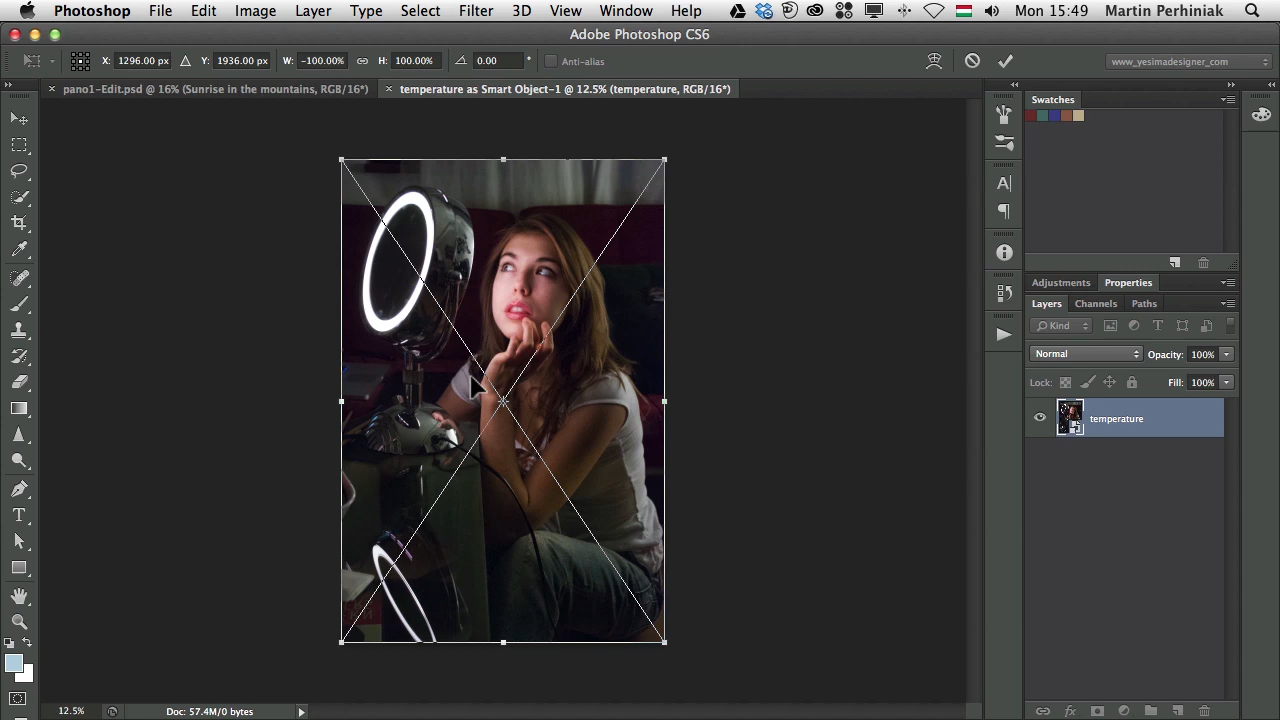 Photoshop File Edit Image Layer Type Select Filter 3D View Window Help Mon 15:49 Martin Perhiniak
Adobe Photoshop CS6
X: 1296.00 px Y: 1936.00 px W: -100.00% H: 100.00% 0.00 ° Anti-alias www_yesimadesigner_com
pano1-Edit.psd @ 16% (Sunrise in the mountains, RGB/16*) temperature as Smart Object-1 @ 12.5% (temperature, RGB/16*)
Swatches
Adjustments Properties
Layers Channels Paths
Kind
Normal Opacity: 100%
Lock: Fill: 100%
temperature
12.5% Doc: 57.4M/0 bytes